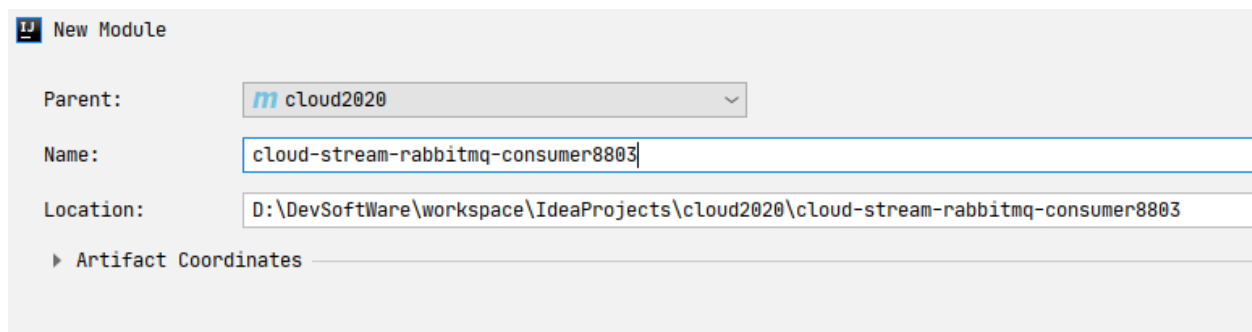 IJ New Module
Parent: m cloud2020
Name: cloud-stream-rabbitmq-consumer8803
Location: D:\DevSoftWare\workspace\IdeaProjects\cloud2020\cloud-stream-rabbitmq-consumer8803
Artifact Coordinates